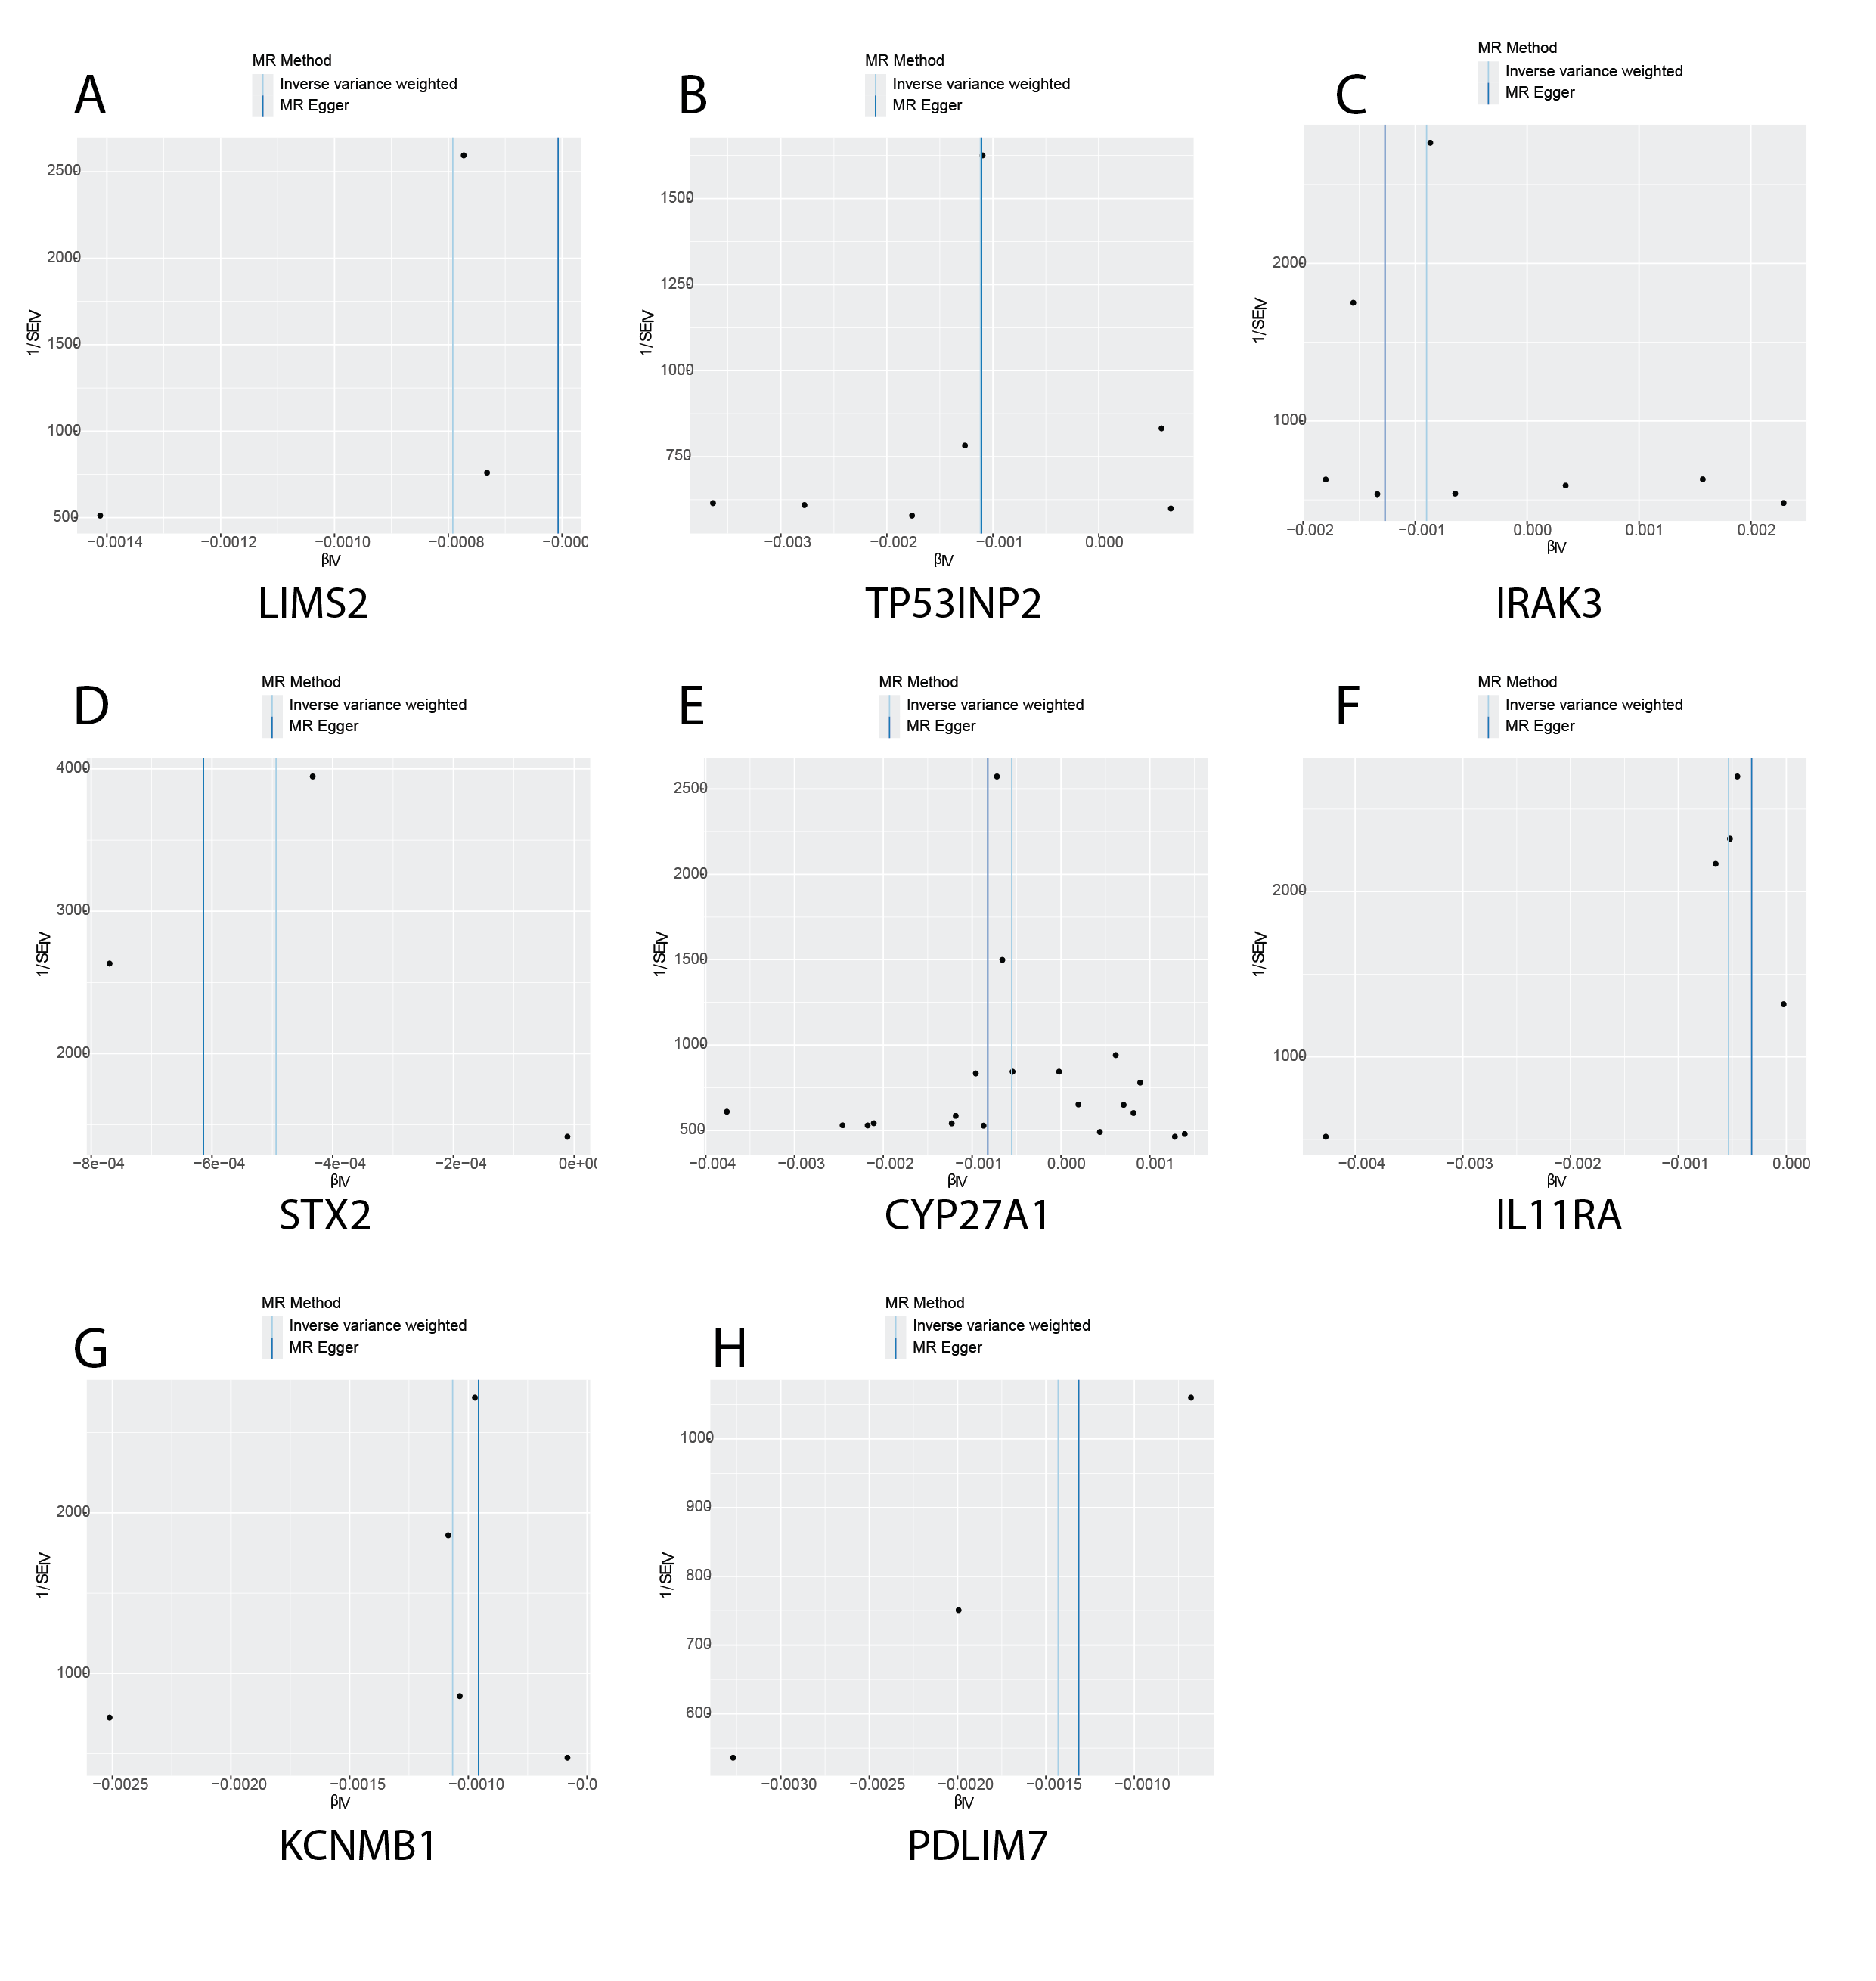 A
MR Method
Inverse variance weighted
MR Egger
2500
2000
1500
1000
500
1/SEIV
−0.0014 −0.0012 −0.0010 −0.0008 −0.000
βIV
LIMS2
B
MR Method
Inverse variance weighted
MR Egger
1500
1250
1000
750
1/SEIV
−0.003 −0.002 −0.001 0.000
βIV
TP53INP2
C
MR Method
Inverse variance weighted
MR Egger
2000
1000
1/SEIV
−0.002 −0.001 0.000 0.001 0.002
βIV
IRAK3
D
MR Method
Inverse variance weighted
MR Egger
4000
3000
2000
1/SEIV
−8e−04 −6e−04 −4e−04 −2e−04 0e+0
βIV
STX2
E
MR Method
Inverse variance weighted
MR Egger
2500
2000
1500
1000
500
1/SEIV
−0.004 −0.003 −0.002 −0.001 0.000 0.001
βIV
CYP27A1
F
MR Method
Inverse variance weighted
MR Egger
2000
1000
1/SEIV
−0.004 −0.003 −0.002 −0.001 0.000
βIV
IL11RA
G
MR Method
Inverse variance weighted
MR Egger
2000
1000
1/SEIV
−0.0025 −0.0020 −0.0015 −0.0010 −0.0
βIV
KCNMB1
H
MR Method
Inverse variance weighted
MR Egger
1000
900
800
700
600
1/SEIV
−0.0030 −0.0025 −0.0020 −0.0015 −0.0010
βIV
PDLIM7